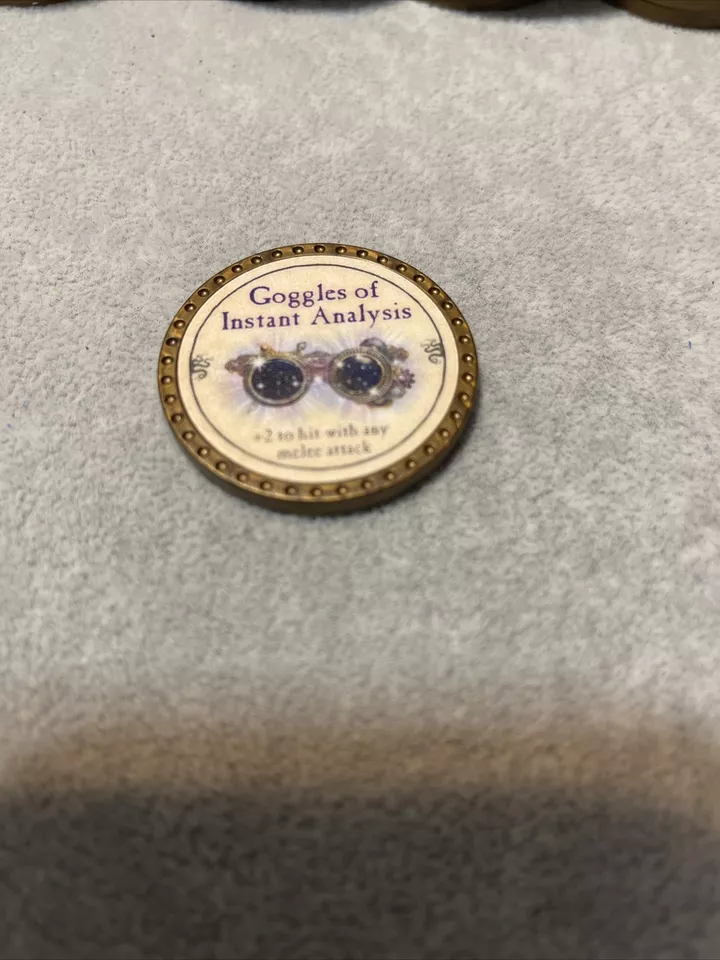 Goggles of
Instant Analysis
+2 to hit with any
melee attack